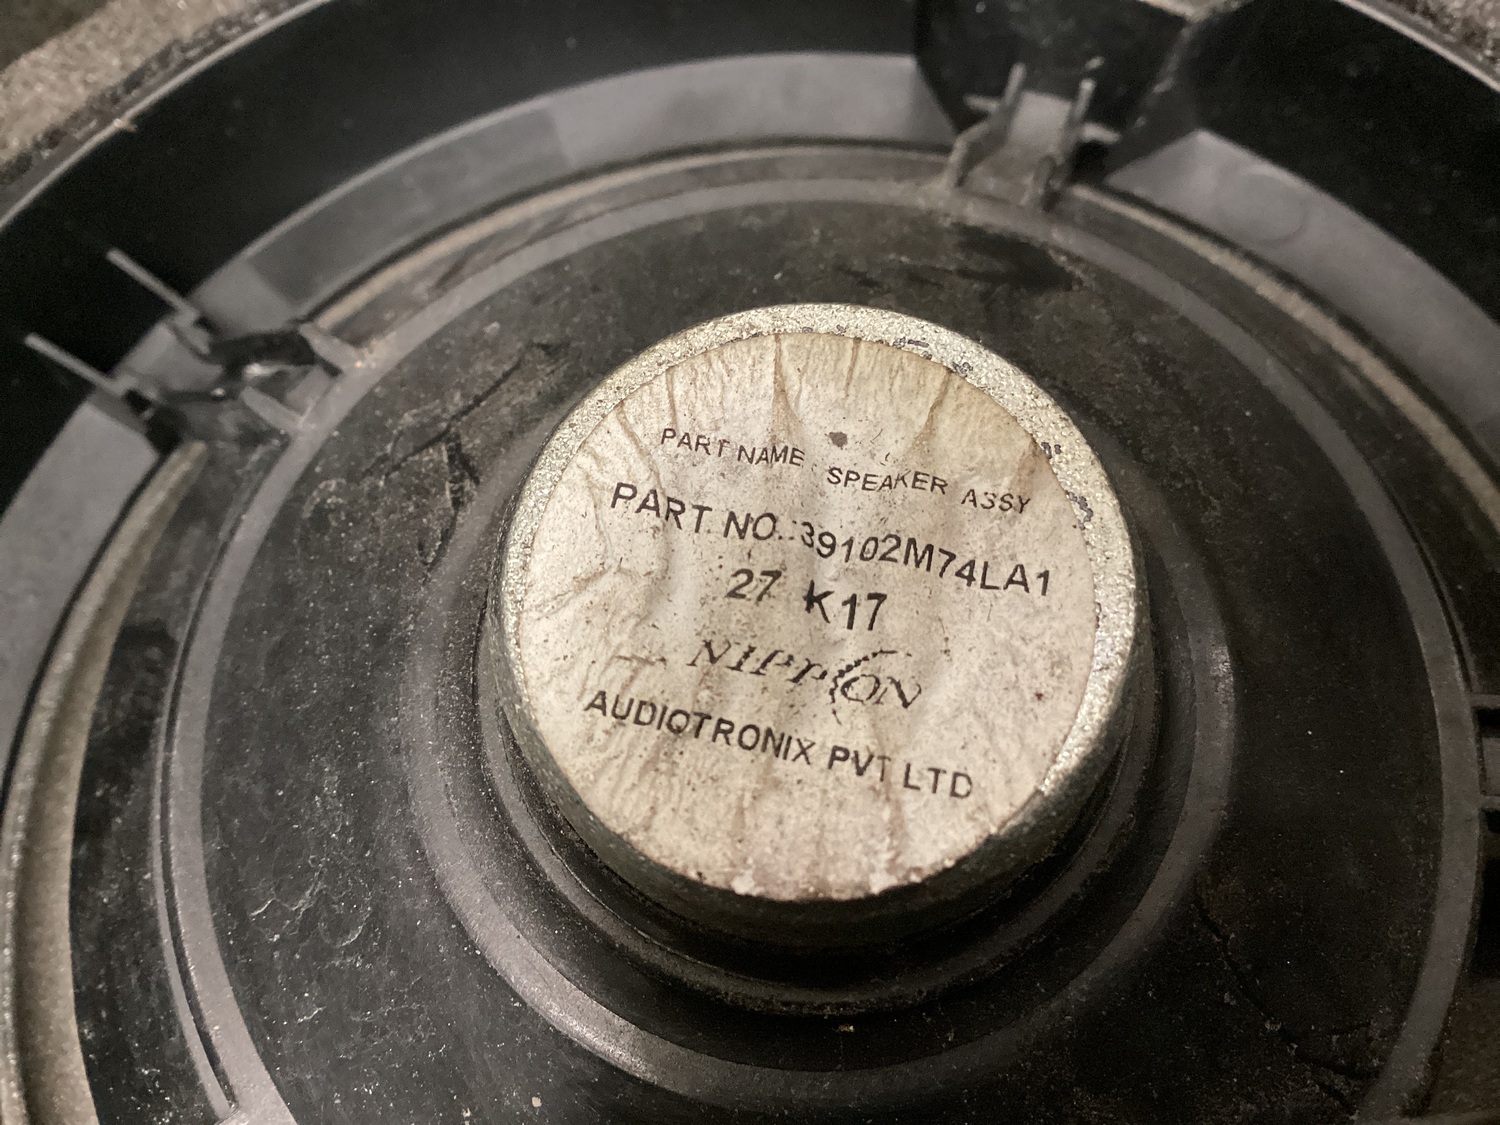 PART NAME : SPEAKER ASSY
PART NO.:39102M74LA1
27 K17
NIPPON
AUDIOTRONIX PVT LTD